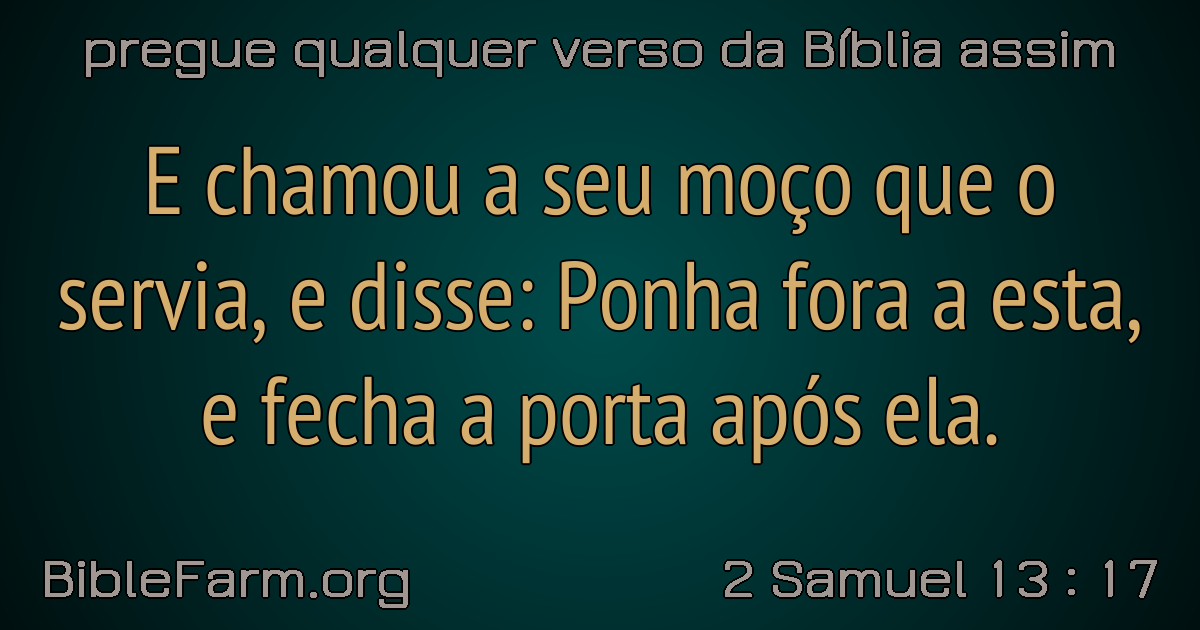 pregue qualquer verso da Bíblia assim
E chamou a seu moço que o
servia, e disse: Ponha fora a esta,
e fecha a porta após ela.
BibleFarm.org
2 Samuel 13 : 17